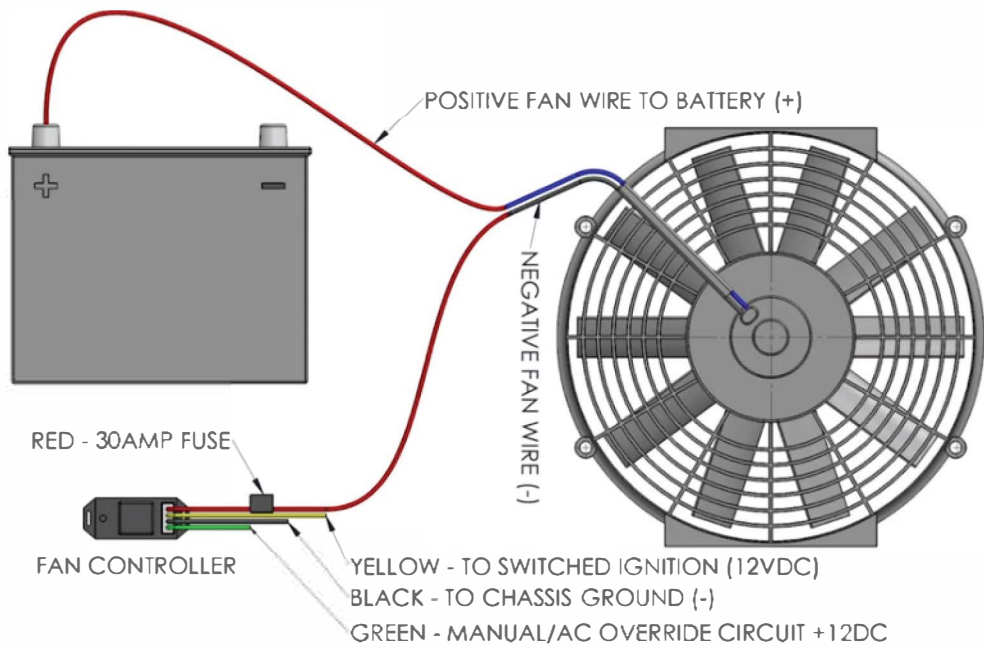 POSITIVE FAN WIRE TO BATTERY (+)
+
-
NEGATIVE FAN WIRE (-)
RED - 30AMP FUSE
FAN CONTROLLER
YELLOW - TO SWITCHED IGNITION (12VDC)
BLACK - TO CHASSIS GROUND (-)
GREEN - MANUAL/AC OVERRIDE CIRCUIT +12DC